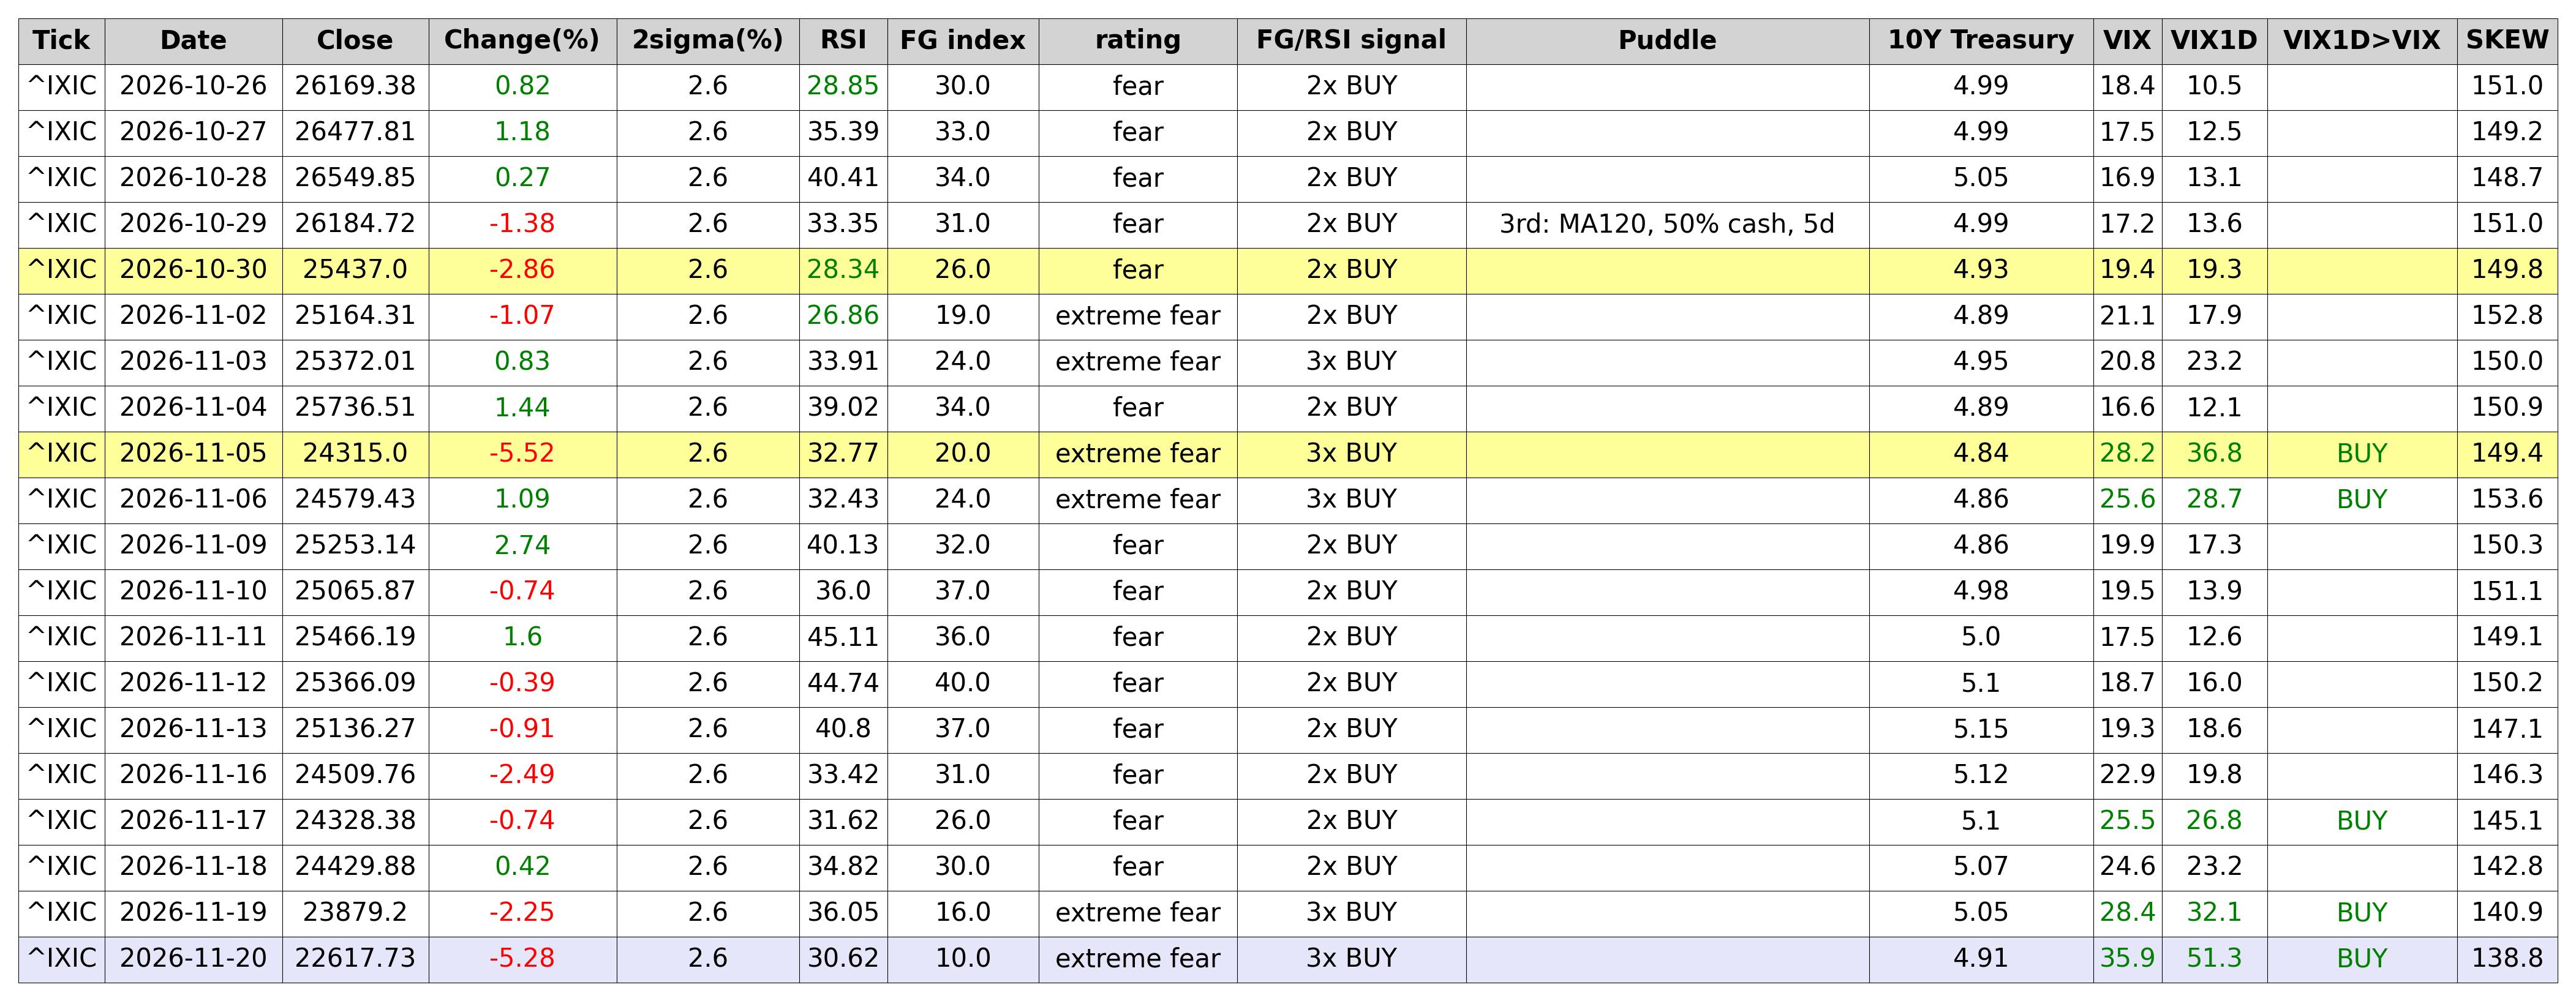 Tick Date Close Change(%) 2sigma(%) RSI FG index rating FG/RSI signal Puddle 10Y Treasury VIX VIX1D VIX1D>VIX SKEW
^IXIC 2026-10-26 26169.38 0.82 2.6 28.85 30.0 fear 2x BUY 4.99 18.4 10.5 151.0
^IXIC 2026-10-27 26477.81 1.18 2.6 35.39 33.0 fear 2x BUY 4.99 17.5 12.5 149.2
^IXIC 2026-10-28 26549.85 0.27 2.6 40.41 34.0 fear 2x BUY 5.05 16.9 13.1 148.7
^IXIC 2026-10-29 26184.72 -1.38 2.6 33.35 31.0 fear 2x BUY 3rd: MA120, 50% cash, 5d 4.99 17.2 13.6 151.0
^IXIC 2026-10-30 25437.0 -2.86 2.6 28.34 26.0 fear 2x BUY 4.93 19.4 19.3 149.8
^IXIC 2026-11-02 25164.31 -1.07 2.6 26.86 19.0 extreme fear 2x BUY 4.89 21.1 17.9 152.8
^IXIC 2026-11-03 25372.01 0.83 2.6 33.91 24.0 extreme fear 3x BUY 4.95 20.8 23.2 150.0
^IXIC 2026-11-04 25736.51 1.44 2.6 39.02 34.0 fear 2x BUY 4.89 16.6 12.1 150.9
^IXIC 2026-11-05 24315.0 -5.52 2.6 32.77 20.0 extreme fear 3x BUY 4.84 28.2 36.8 BUY 149.4
^IXIC 2026-11-06 24579.43 1.09 2.6 32.43 24.0 extreme fear 3x BUY 4.86 25.6 28.7 BUY 153.6
^IXIC 2026-11-09 25253.14 2.74 2.6 40.13 32.0 fear 2x BUY 4.86 19.9 17.3 150.3
^IXIC 2026-11-10 25065.87 -0.74 2.6 36.0 37.0 fear 2x BUY 4.98 19.5 13.9 151.1
^IXIC 2026-11-11 25466.19 1.6 2.6 45.11 36.0 fear 2x BUY 5.0 17.5 12.6 149.1
^IXIC 2026-11-12 25366.09 -0.39 2.6 44.74 40.0 fear 2x BUY 5.1 18.7 16.0 150.2
^IXIC 2026-11-13 25136.27 -0.91 2.6 40.8 37.0 fear 2x BUY 5.15 19.3 18.6 147.1
^IXIC 2026-11-16 24509.76 -2.49 2.6 33.42 31.0 fear 2x BUY 5.12 22.9 19.8 146.3
^IXIC 2026-11-17 24328.38 -0.74 2.6 31.62 26.0 fear 2x BUY 5.1 25.5 26.8 BUY 145.1
^IXIC 2026-11-18 24429.88 0.42 2.6 34.82 30.0 fear 2x BUY 5.07 24.6 23.2 142.8
^IXIC 2026-11-19 23879.2 -2.25 2.6 36.05 16.0 extreme fear 3x BUY 5.05 28.4 32.1 BUY 140.9
^IXIC 2026-11-20 22617.73 -5.28 2.6 30.62 10.0 extreme fear 3x BUY 4.91 35.9 51.3 BUY 138.8